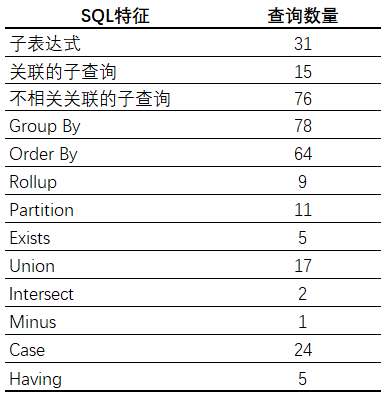 SQL特征 查询数量
子表达式 31
关联的子查询 15
不相关关联的子查询 76
Group By 78
Order By 64
Rollup 9
Partition 11
Exists 5
Union 17
Intersect 2
Minus 1
Case 24
Having 5